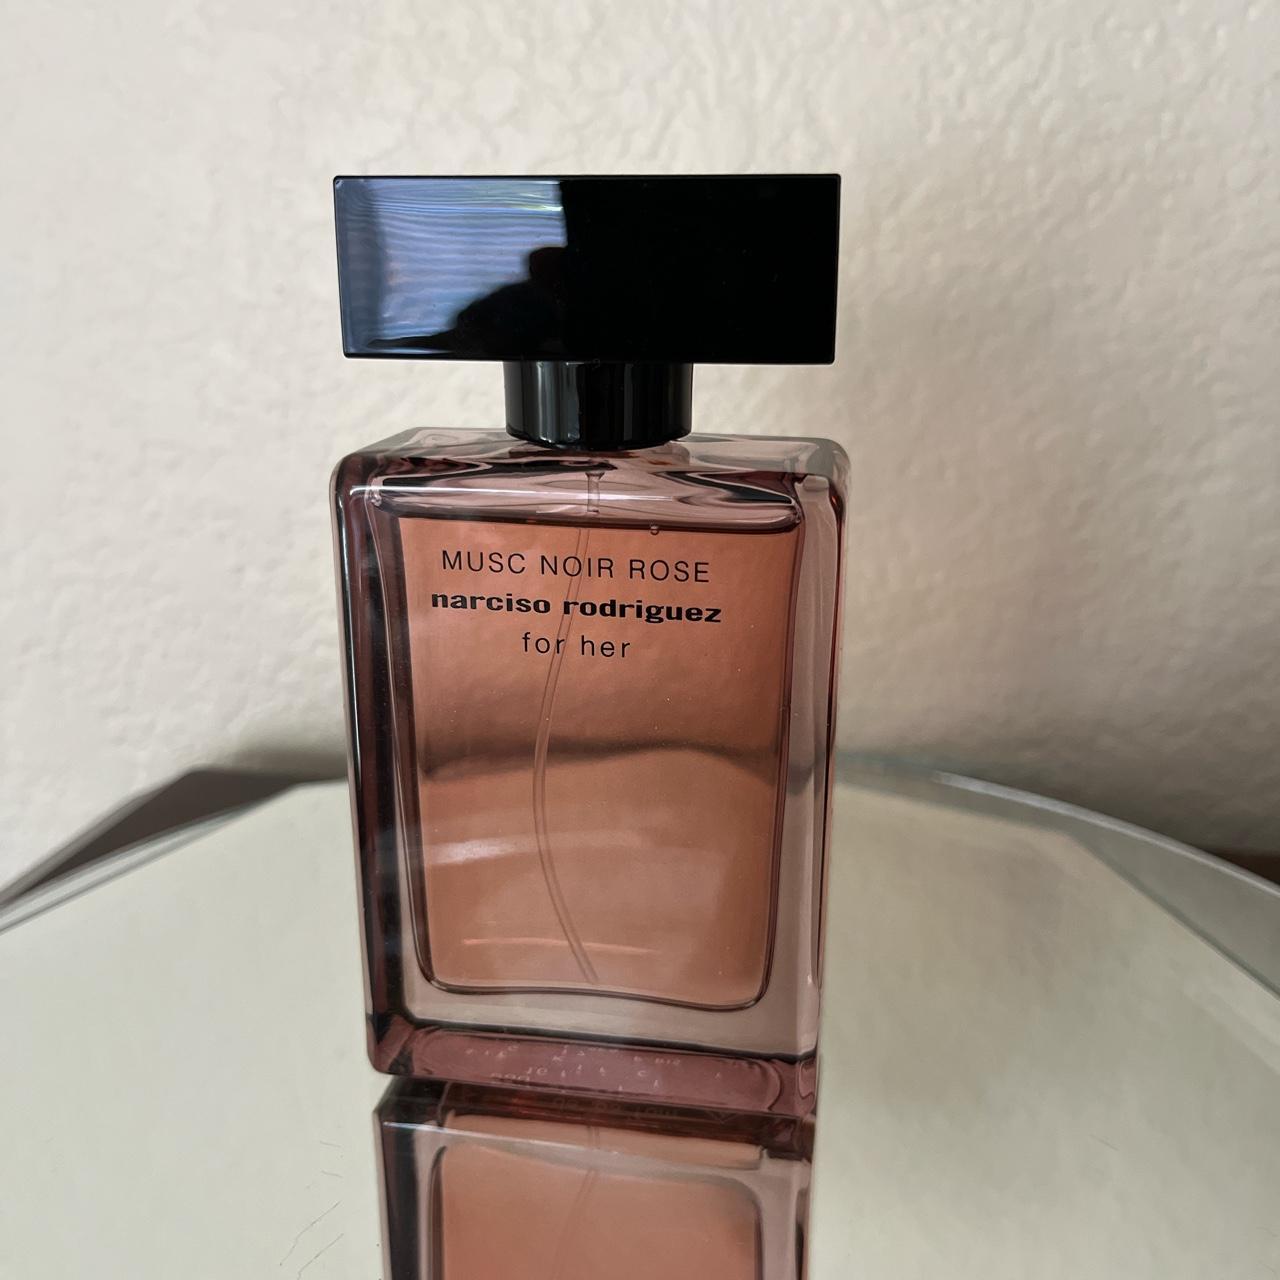 MUSC NOIR ROSE
narciso rodriguez
for her